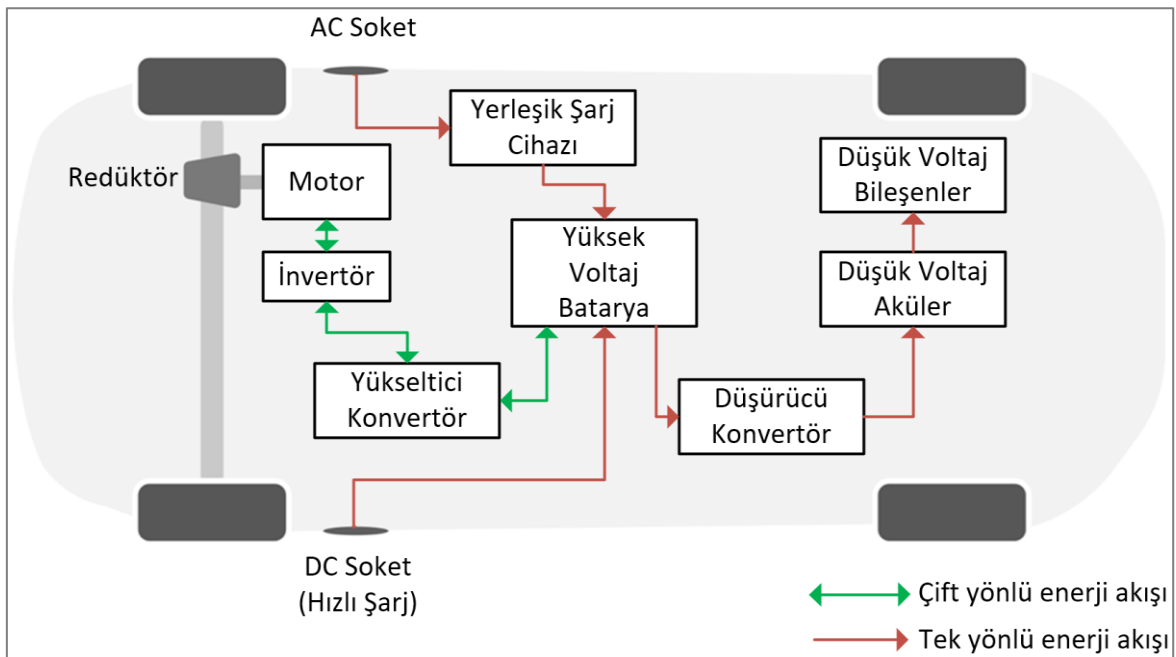 AC Soket
Yerleşik Şarj
Cihazı
Redüktör
Motor
Düşük Voltaj
Bileşenler
Yüksek
Voltaj
Batarya
İnvertör
Düşük Voltaj
Aküler
Yükseltici
Konvertör
Düşürücü
Konvertör
DC Soket
(Hızlı Şarj)
Çift yönlü enerji akışı
Tek yönlü enerji akışı